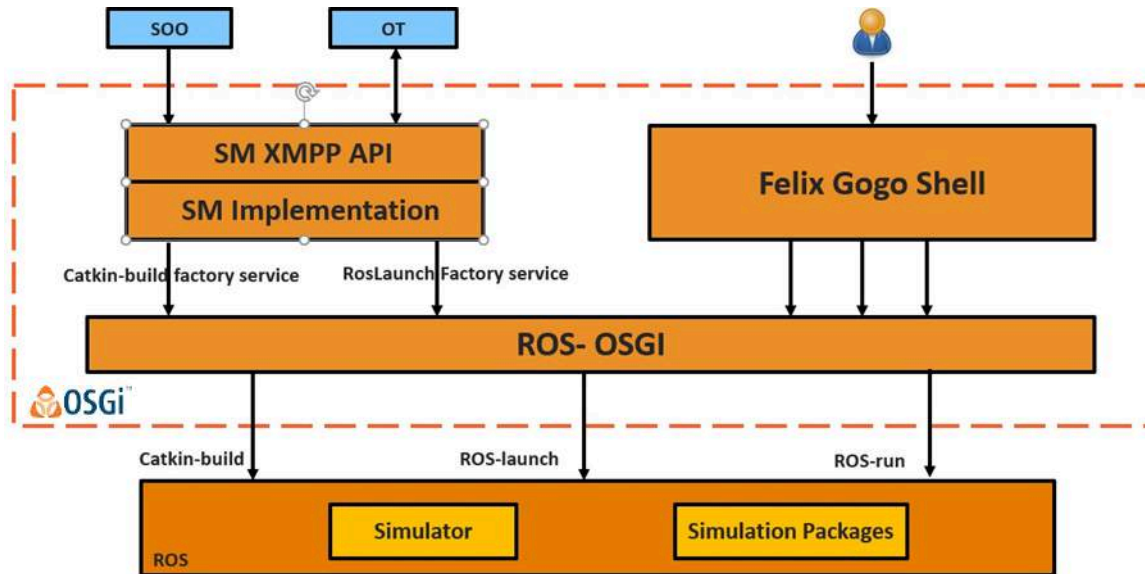 SOO
OT
SM XMPP API
SM Implementation
Felix Gogo Shell
Catkin-build factory service
RosLaunch Factory service
ROS- OSGI
OSGi™
Catkin-build
ROS-launch
ROS-run
Simulator
Simulation Packages
ROS